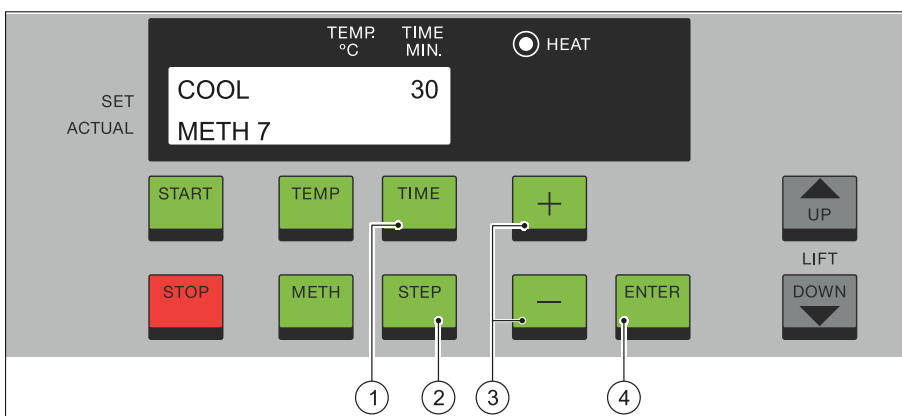 TEMP. TIME
°C MIN.
HEAT
SET COOL 30
ACTUAL METH 7
START TEMP TIME +
UP
LIFT
STOP METH STEP − ENTER DOWN
1 2 3 4